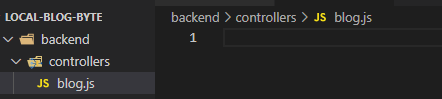 LOCAL-BLOG-BYTE
backend
controllers
JS blog.js
backend > controllers > JS blog.js
1